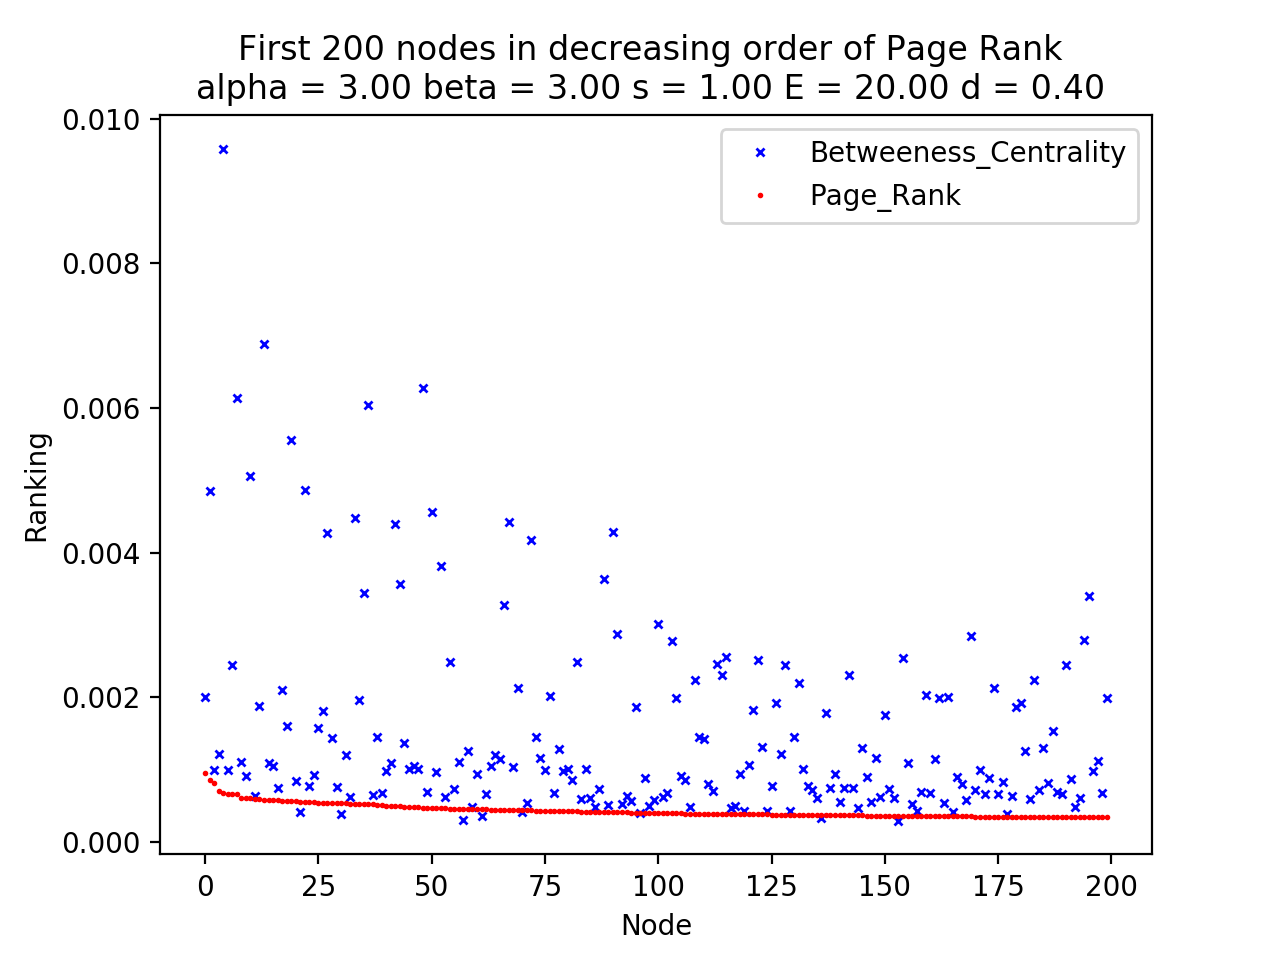 First 200 nodes in decreasing order of Page Rank
alpha = 3.00 beta = 3.00 s = 1.00 E = 20.00 d = 0.40
0.010
0.008
0.006
0.004
0.002
0.000
Ranking
Betweeness_Centrality
Page_Rank
0 25 50 75 100 125 150 175 200
Node